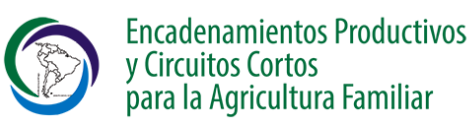 Encadenamientos Productivos
y Circuitos Cortos
para la Agricultura Familiar